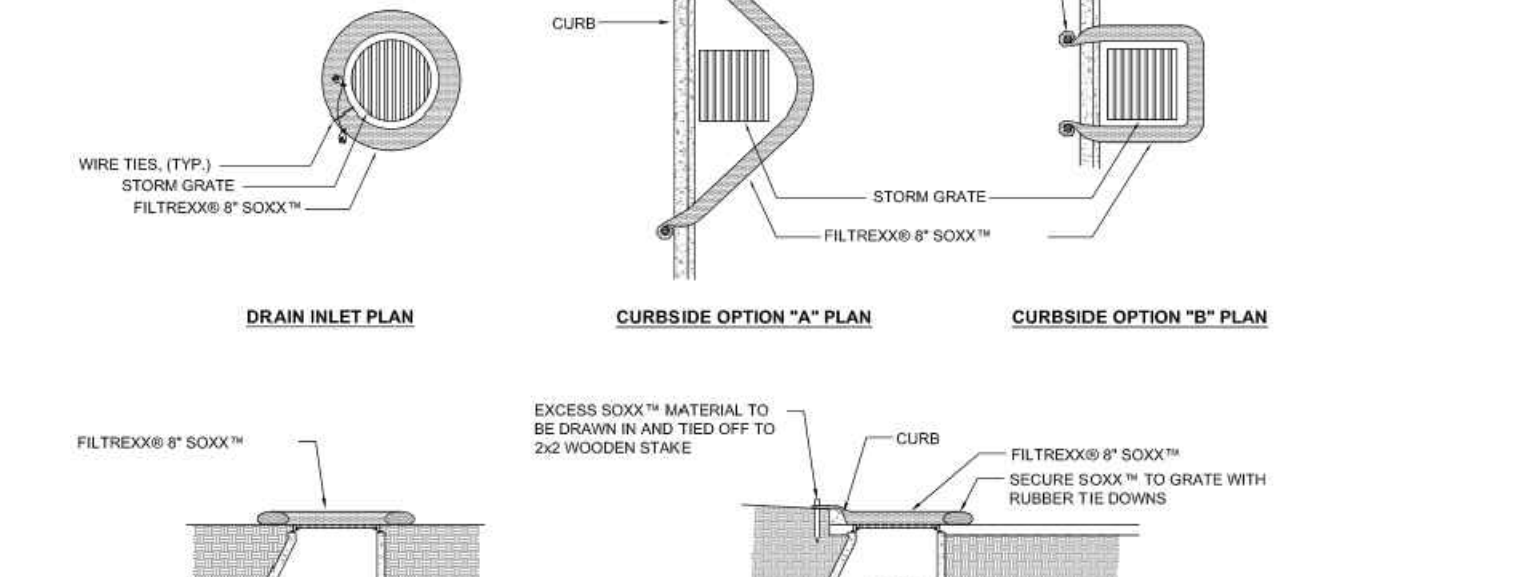 CURB
WIRE TIES, (TYP.)
STORM GRATE
FILTREXX® 8" SOXX™
STORM GRATE
FILTREXX® 8" SOXX™
DRAIN INLET PLAN
CURBSIDE OPTION "A" PLAN
CURBSIDE OPTION "B" PLAN
FILTREXX® 8" SOXX™
EXCESS SOXX™ MATERIAL TO
BE DRAWN IN AND TIED OFF TO
2x2 WOODEN STAKE
CURB
FILTREXX® 8" SOXX™
SECURE SOXX™ TO GRATE WITH
RUBBER TIE DOWNS